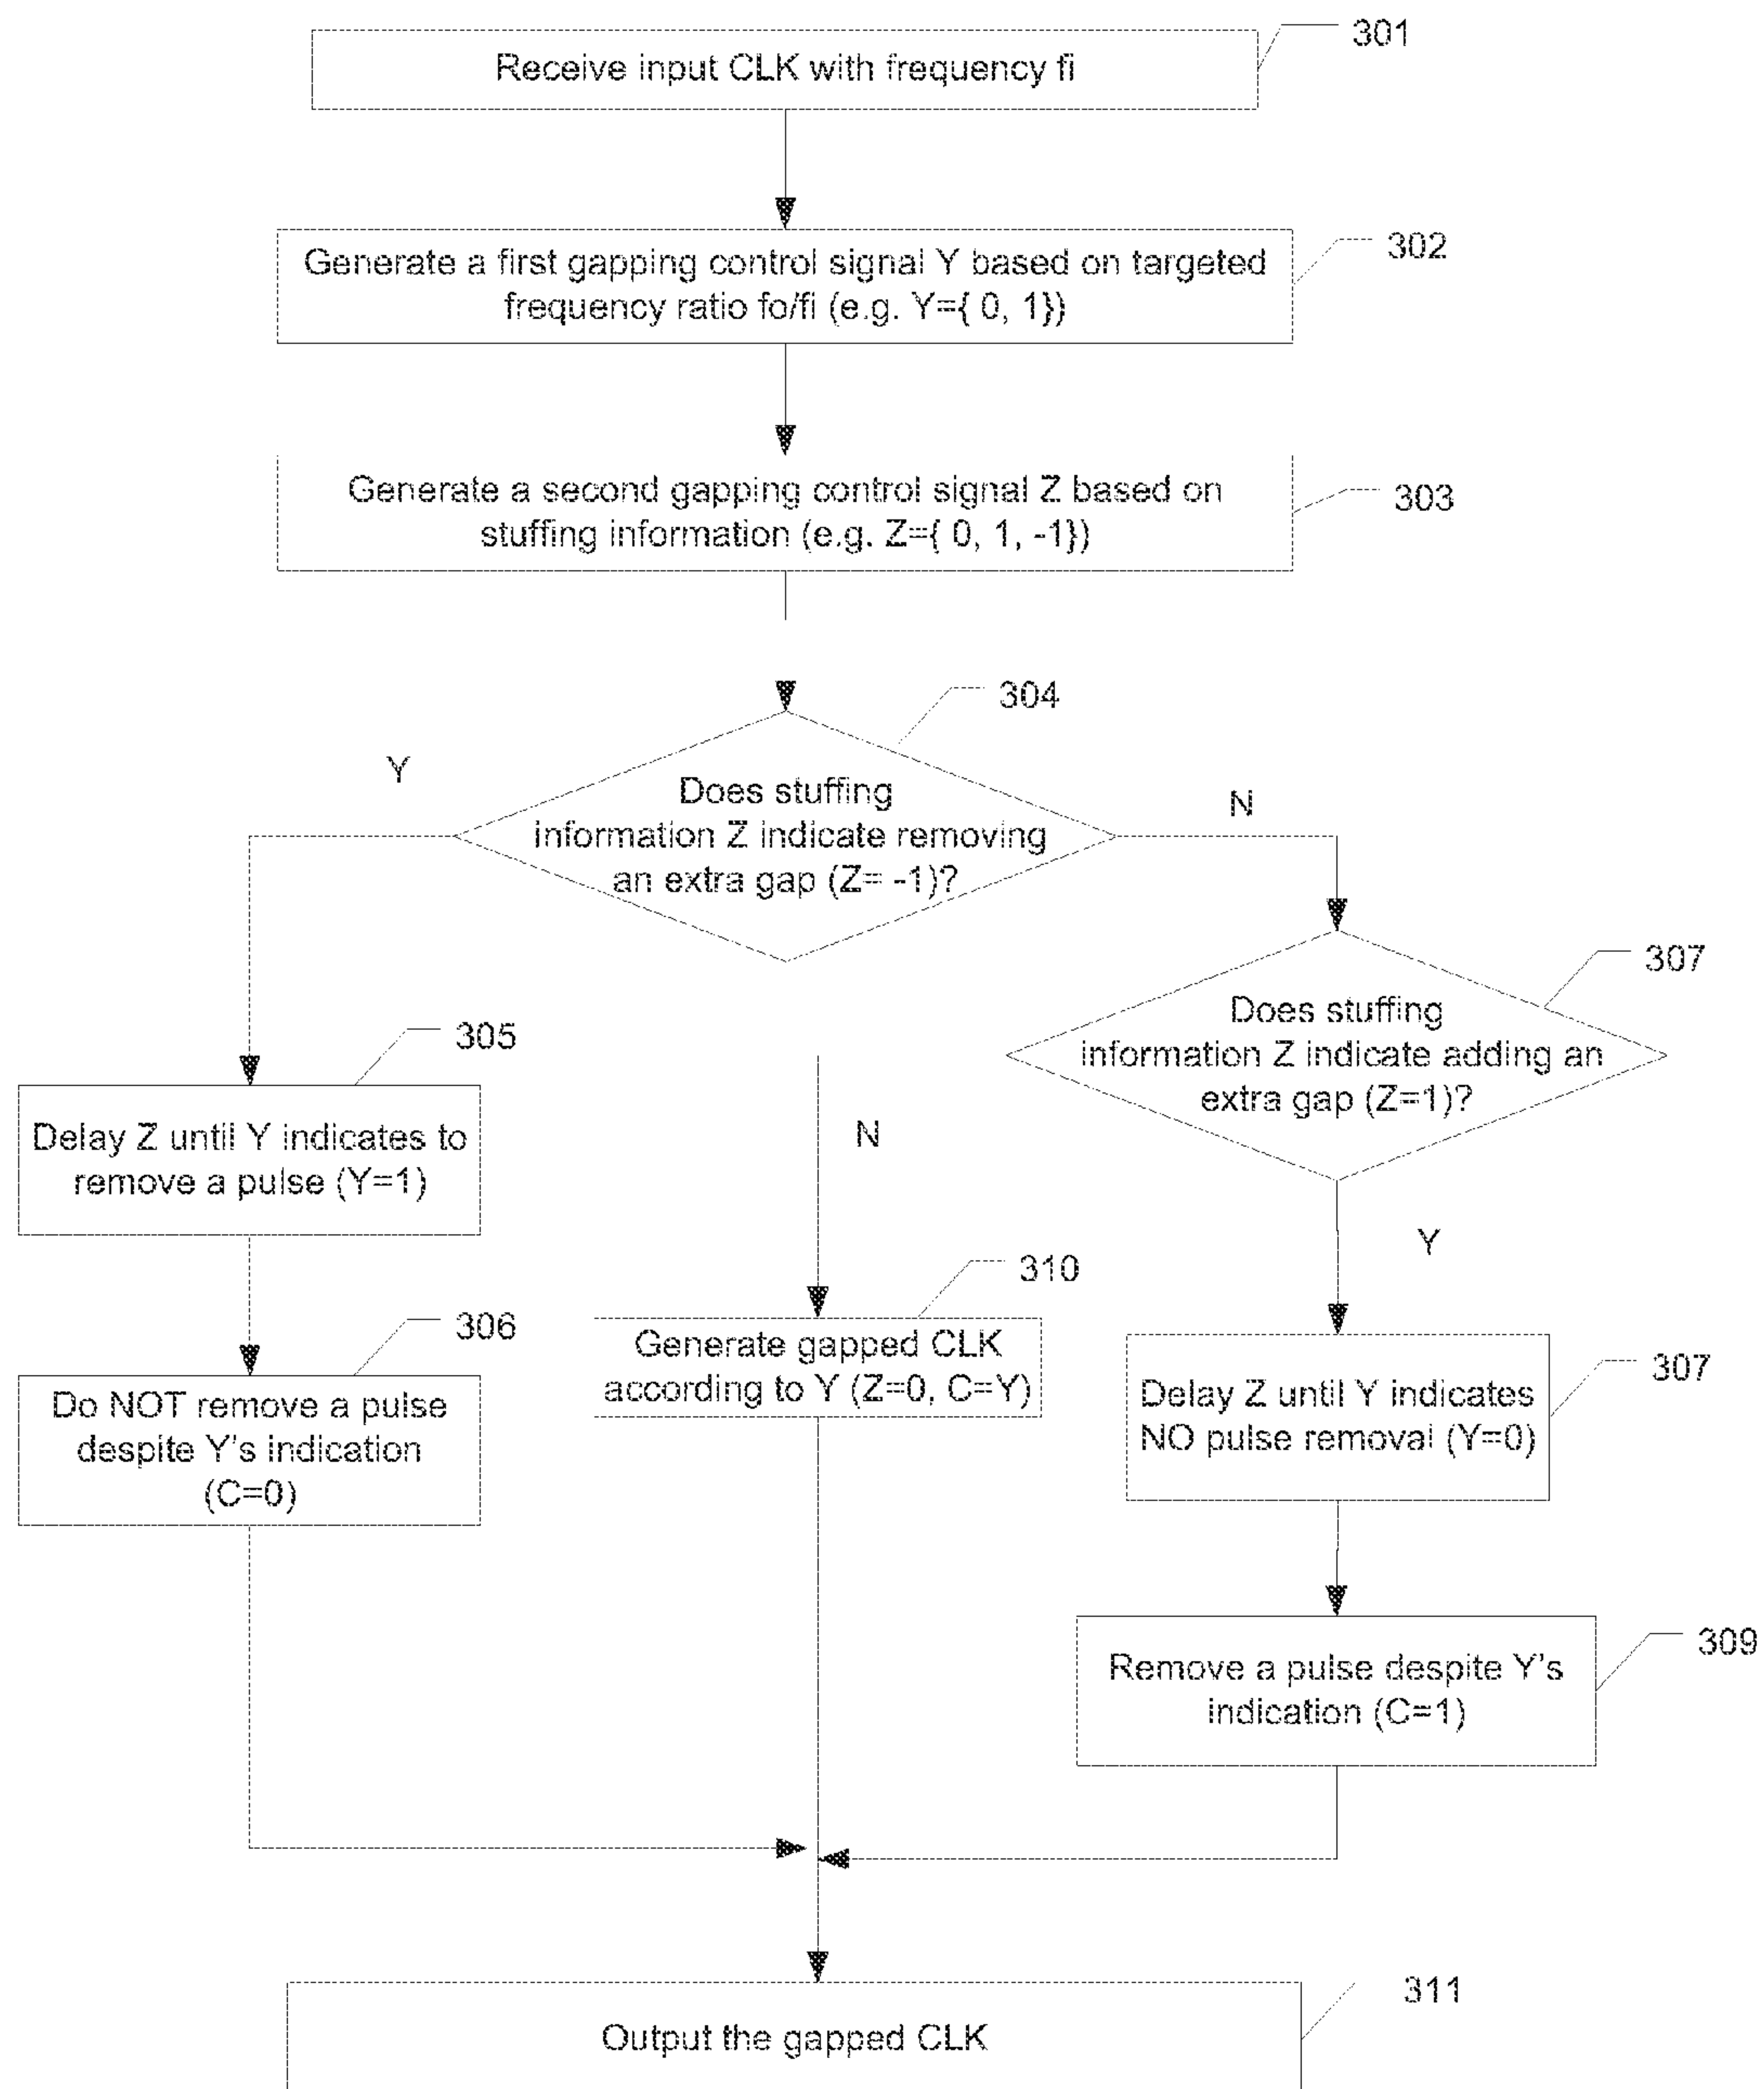 301
Receive input CLK with frequency fi
302
Generate a first gapping control signal Y based on targeted
frequency ratio fo/fi (e.g. Y={ 0, 1})
303
Generate a second gapping control signal Z based on
stuffing information (e.g. Z={ 0, 1, -1})
304
Y
Does stuffing
information Z indicate removing
an extra gap (Z= -1)?
N
307
Does stuffing
information Z indicate adding an
extra gap (Z=1)?
305
Delay Z until Y indicates to
remove a pulse (Y=1)
N
Y
310
Generate gapped CLK
according to Y (Z=0, C=Y)
306
Do NOT remove a pulse
despite Y's indication
(C=0)
307
Delay Z until Y indicates
NO pulse removal (Y=0)
309
Remove a pulse despite Y's
indication (C=1)
311
Output the gapped CLK